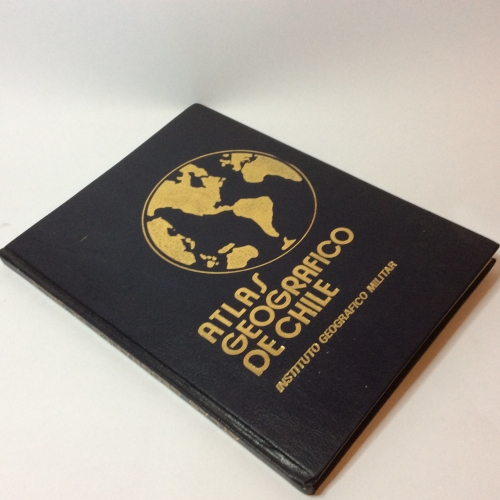 ATLAS
GEOGRAFICO
DE CHILE
INSTITUTO GEOGRAFICO MILITAR